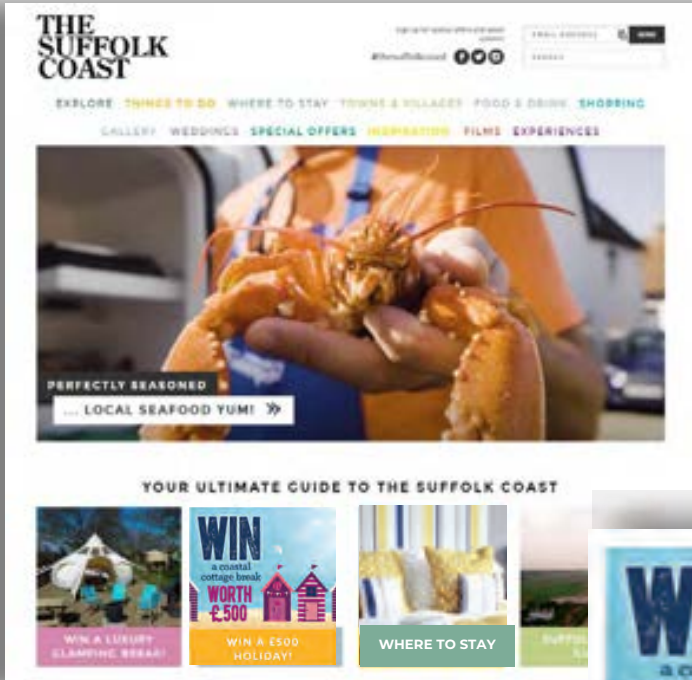 THE
SUFFOLK
COAST
EMAIL ADDRESS
SEARCH
EXPLORE THINGS TO DO WHERE TO STAY TOWNS & VILLAGES FOOD & DRINK SHOPPING
GALLERY WEDDINGS SPECIAL OFFERS INSPIRATION FILMS EXPERIENCES
PERFECTLY SEASONED
... LOCAL SEAFOOD YUM!
YOUR ULTIMATE GUIDE TO THE SUFFOLK COAST
WIN A LUXURY
GLAMPING BREAK!
WIN
a coastal
cottage break
WORTH
£500
WIN A £500
HOLIDAY!
WHERE TO STAY